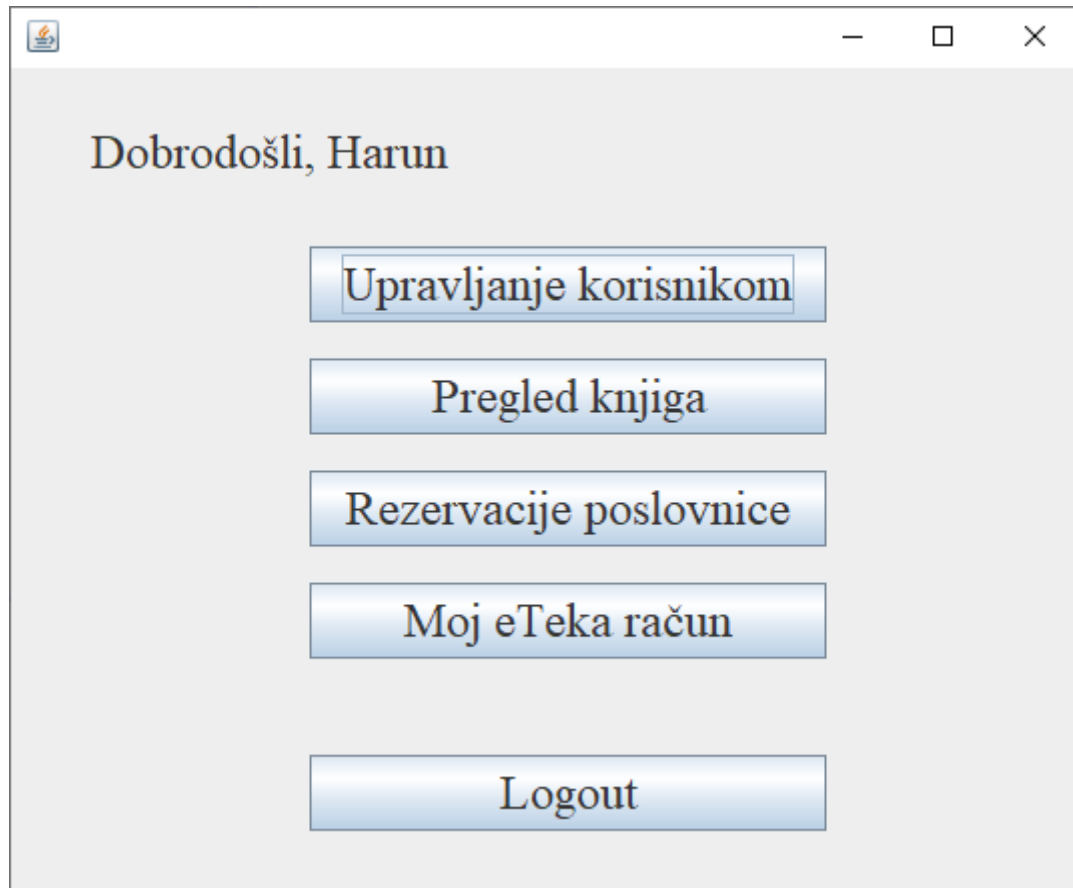 Dobrodošli, Harun
Upravljanje korisnikom
Pregled knjiga
Rezervacije poslovnice
Moj eTeka račun
Logout